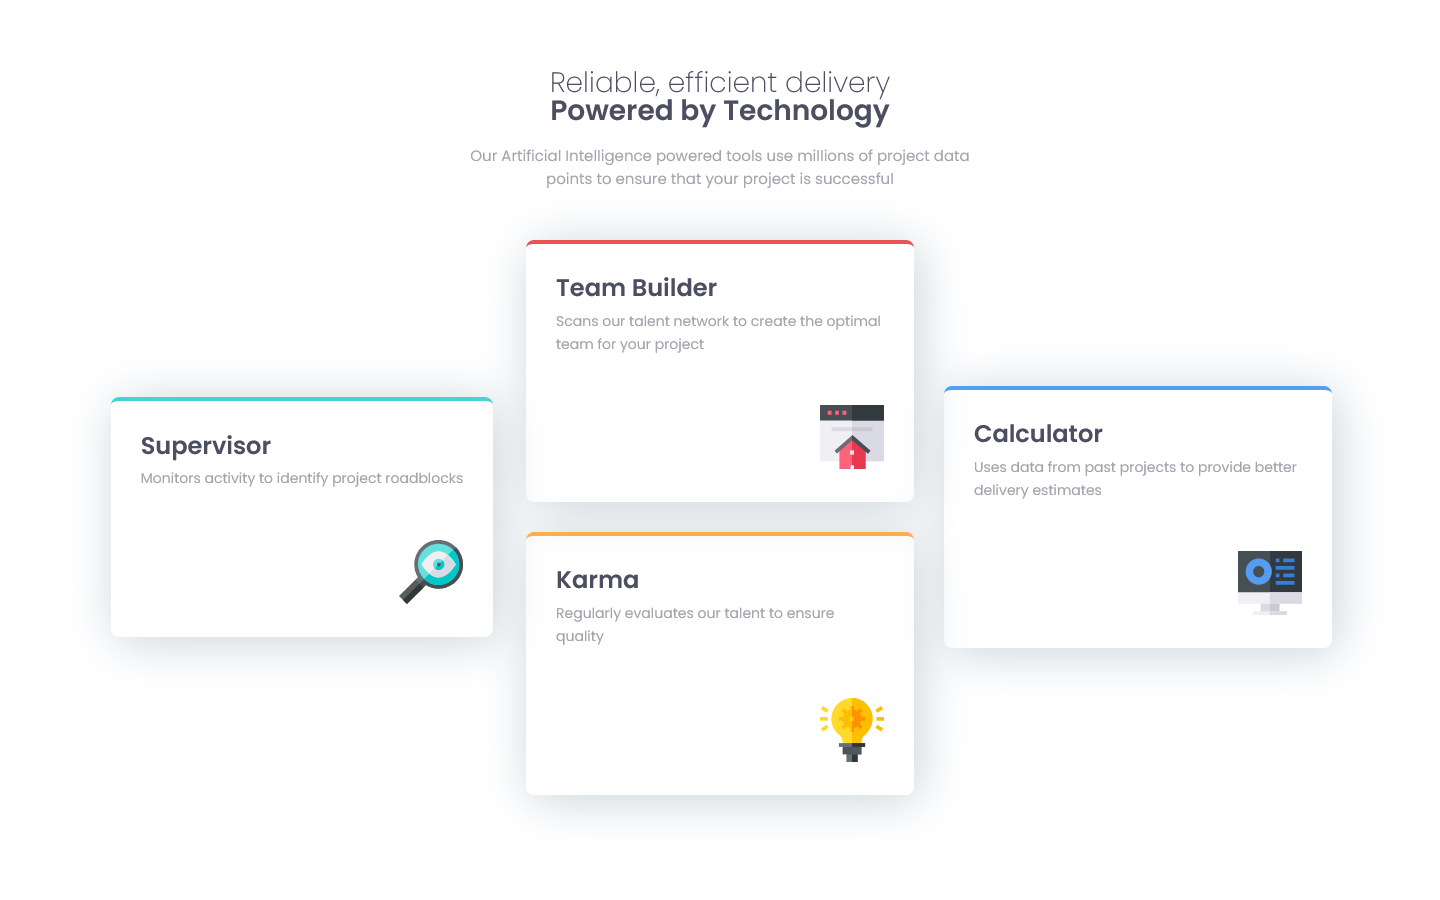 Reliable, efficient delivery
Powered by Technology
Our Artificial Intelligence powered tools use millions of project data
points to ensure that your project is successful
Supervisor
Monitors activity to identify project roadblocks
Team Builder
Scans our talent network to create the optimal
team for your project
Karma
Regularly evaluates our talent to ensure
quality
Calculator
Uses data from past projects to provide better
delivery estimates